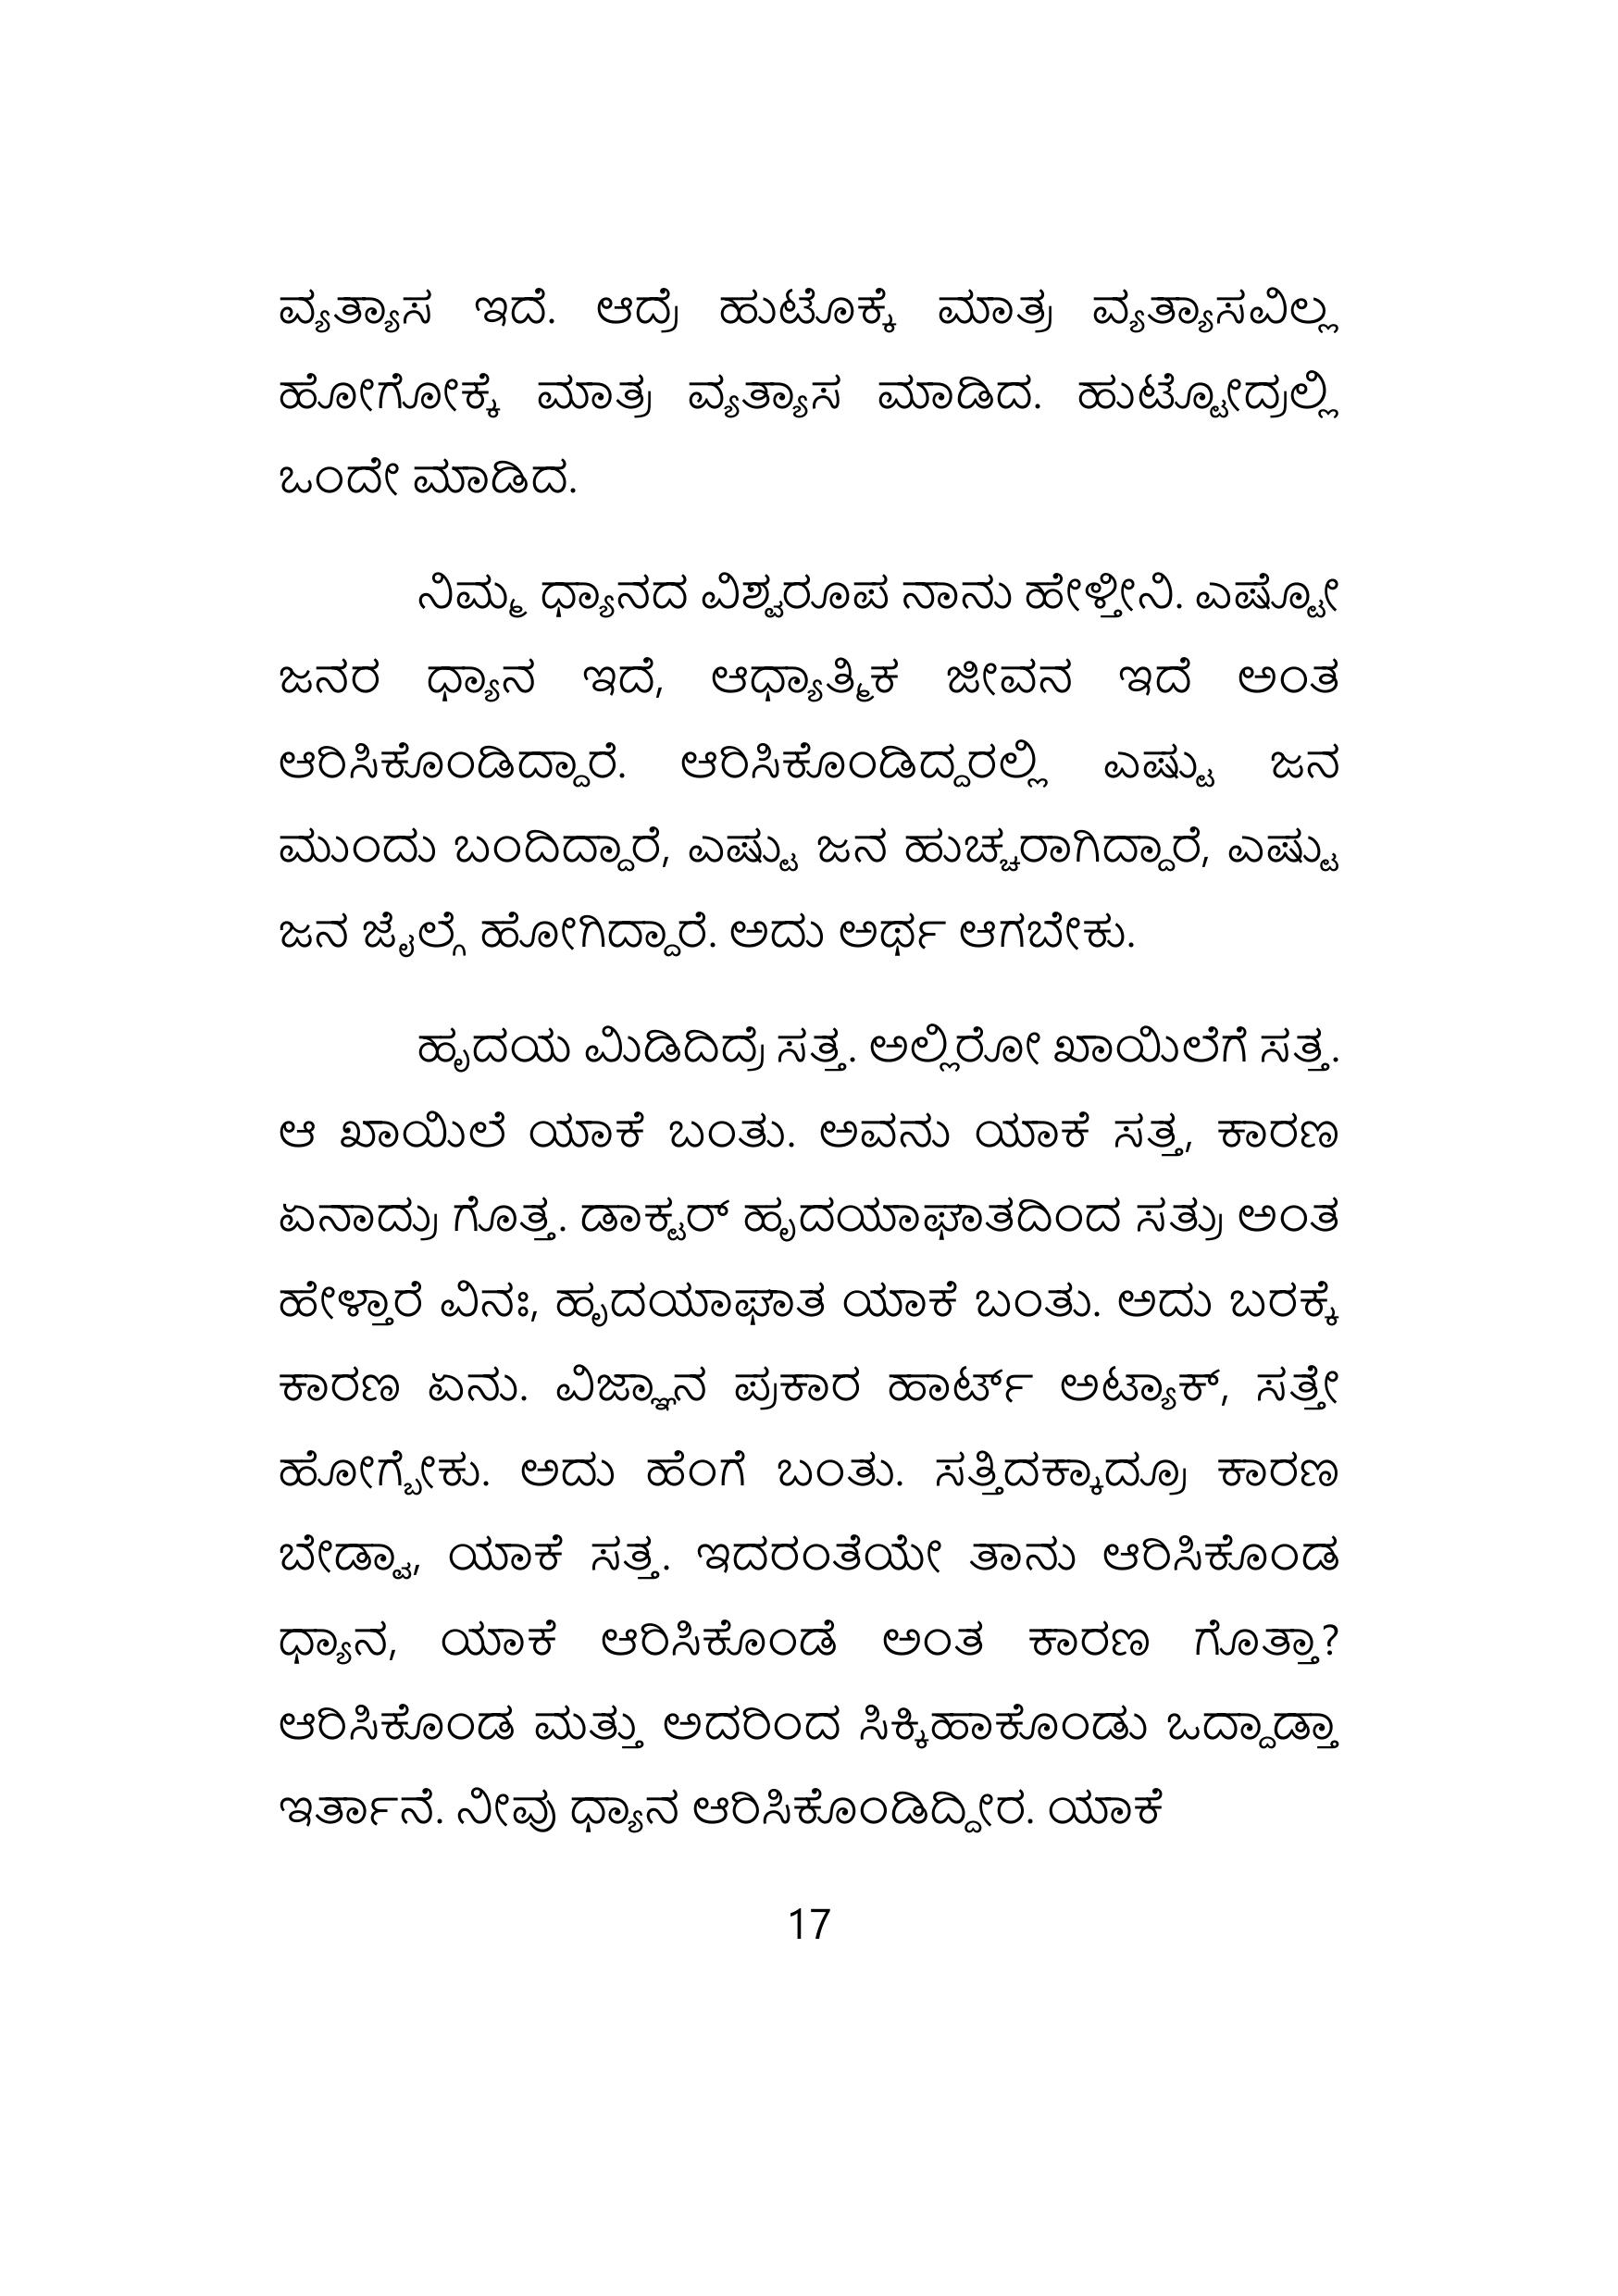 ವ್ಯತ್ಯಾಸ ಇದೆ. ಆದ್ರೆ ಹುಟೊಕ್ಕೆ ಮಾತ್ರ ವ್ಯತ್ಯಾಸವಿಲ್ಲ
ಹೋಗೋಕ್ಕೆ ಮಾತ್ರ ವ್ಯತ್ಯಾಸ ಮಾಡಿದ. ಹುಟ್ಟೋದ್ರಲ್ಲಿ
ಒಂದೇ ಮಾಡಿದ.
ನಿಮ್ಮ ಧ್ಯಾನದ ವಿಶ್ವರೂಪ ನಾನು ಹೇಳ್ತೀನಿ. ಎಷ್ಟೋ
ಜನರ ಧ್ಯಾನ ಇದೆ, ಆಧ್ಯಾತ್ಮಿಕ ಜೀವನ ಇದೆ ಅಂತ
ಆರಿಸಿಕೊಂಡಿದ್ದಾರೆ. ಆರಿಸಿಕೊಂಡಿದ್ದರಲ್ಲಿ ಎಷ್ಟು ಜನ
ಮುಂದು ಬಂದಿದ್ದಾರೆ, ಎಷ್ಟು ಜನ ಹುಚ್ಚರಾಗಿದ್ದಾರೆ, ಎಷ್ಟು
ಜನ ಜೈಲ್ಗೆ ಹೋಗಿದ್ದಾರೆ. ಅದು ಅರ್ಥ ಆಗಬೇಕು.
ಹೃದಯ ಮಿಡಿದಿದ್ರೆ ಸತ್ತ. ಅಲ್ಲಿರೋ ಖಾಯಿಲೆಗೆ ಸತ್ತ.
ಆ ಖಾಯಿಲೆ ಯಾಕೆ ಬಂತು. ಅವನು ಯಾಕೆ ಸತ್ತ, ಕಾರಣ
ಏನಾದ್ರು ಗೊತ್ತ. ಡಾಕ್ಟರ್ ಹೃದಯಾಘಾತದಿಂದ ಸತ್ರು ಅಂತ
ಹೇಳ್ತಾರೆ ವಿನಃ, ಹೃದಯಾಘಾತ ಯಾಕೆ ಬಂತು. ಅದು ಬರಕ್ಕೆ
ಕಾರಣ ಏನು. ವಿಜ್ಞಾನ ಪ್ರಕಾರ ಹಾರ್ಟ್ ಅಟ್ಯಾಕ್, ಸತ್ತೇ
ಹೋಗ್ಬೇಕು. ಅದು ಹೆಂಗೆ ಬಂತು. ಸತ್ತಿದಕ್ಕಾದ್ರೂ ಕಾರಣ
ಬೇಡ್ವಾ, ಯಾಕೆ ಸತ್ತ. ಇದರಂತೆಯೇ ತಾನು ಆರಿಸಿಕೊಂಡ
ಧ್ಯಾನ, ಯಾಕೆ ಆರಿಸಿಕೊಂಡೆ ಅಂತ ಕಾರಣ ಗೊತ್ತಾ?
ಆರಿಸಿಕೊಂಡ ಮತ್ತು ಅದರಿಂದ ಸಿಕ್ಕಿಹಾಕೊಂಡು ಒದ್ದಾಡ್ತಾ
ಇರ್ತಾನೆ. ನೀವು ಧ್ಯಾನ ಆರಿಸಿಕೊಂಡಿದ್ದೀರ. ಯಾಕೆ
17